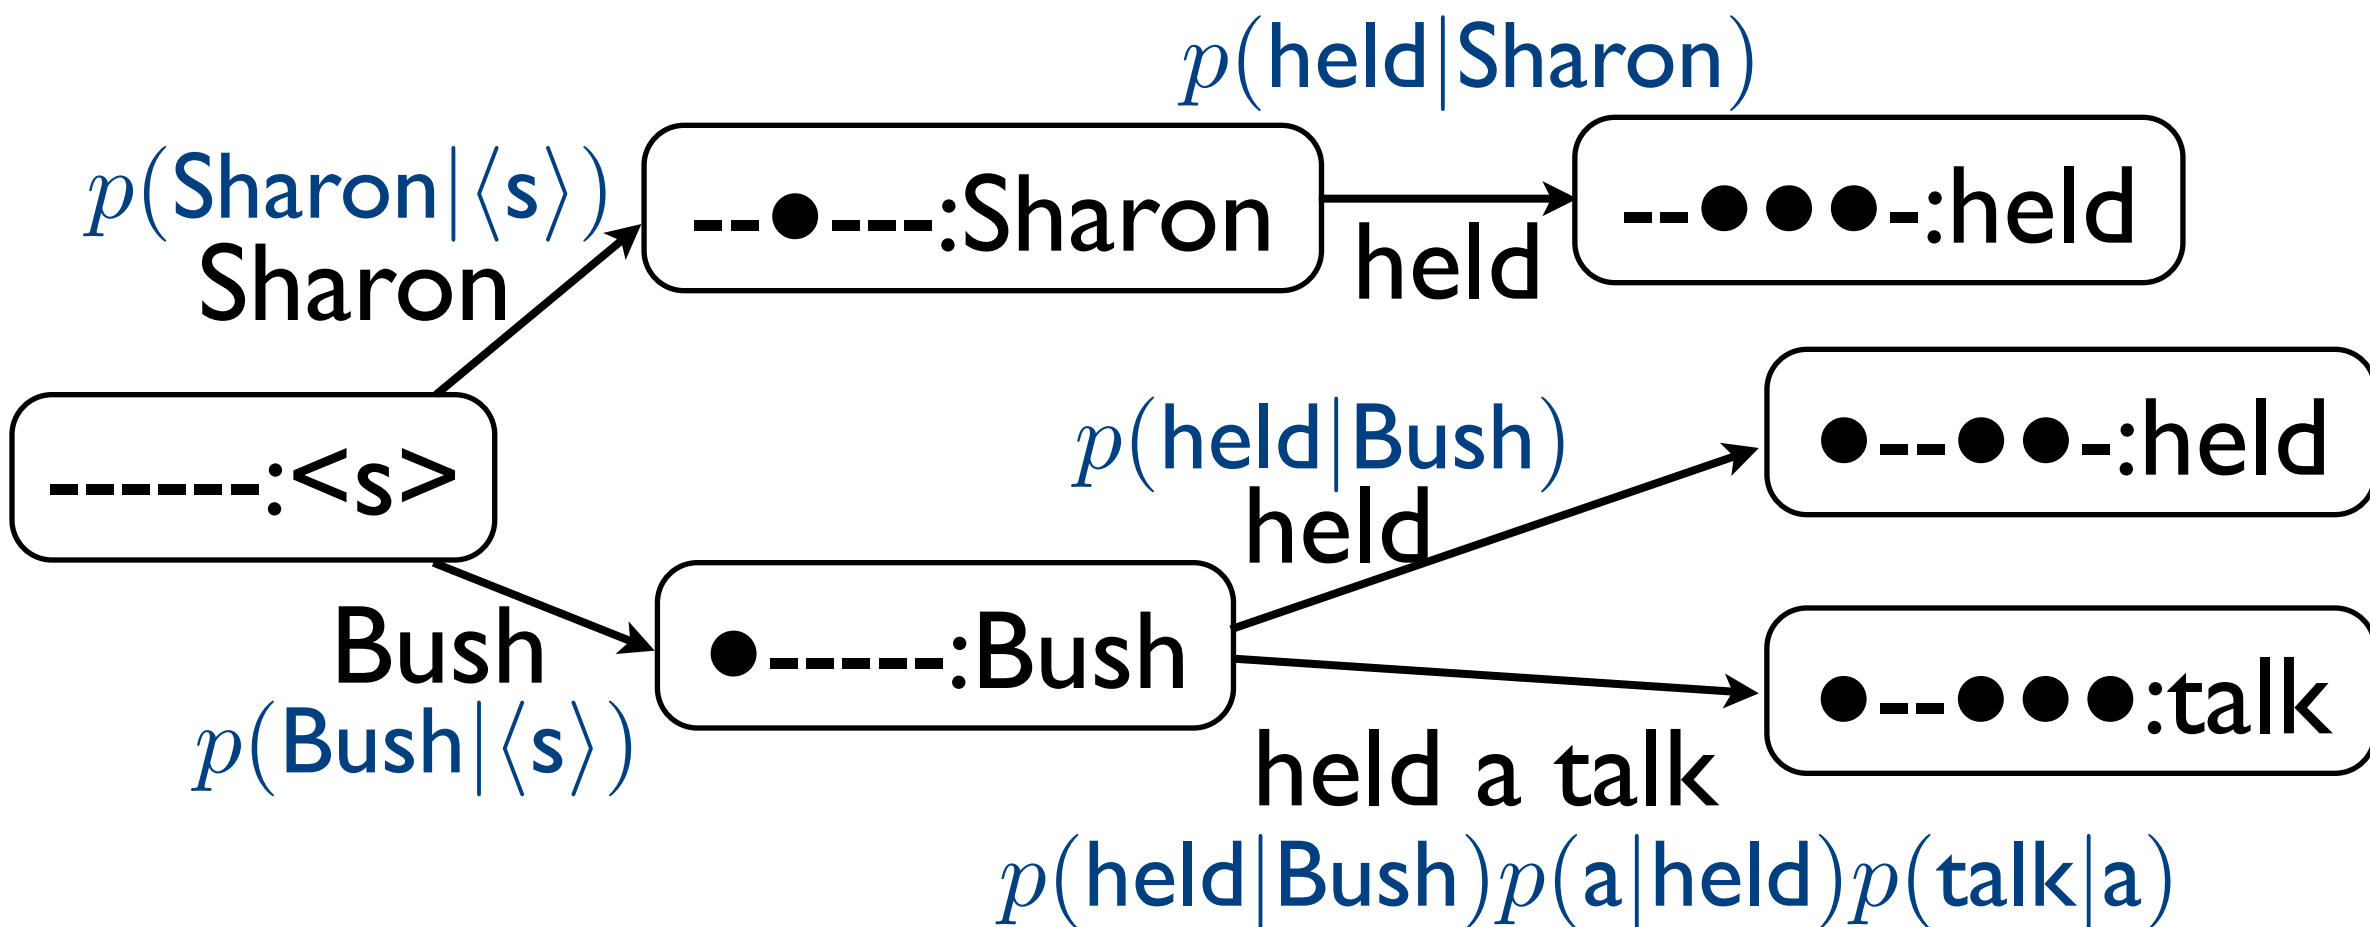 p(held|Sharon)
p(Sharon|⟨s⟩)
Sharon
--●---:Sharon
held
--●●●-:held
------:<s>
p(held|Bush)
held
●--●●-:held
Bush
p(Bush|⟨s⟩)
●-----:Bush
●--●●●:talk
held a talk
p(held|Bush)p(a|held)p(talk|a)